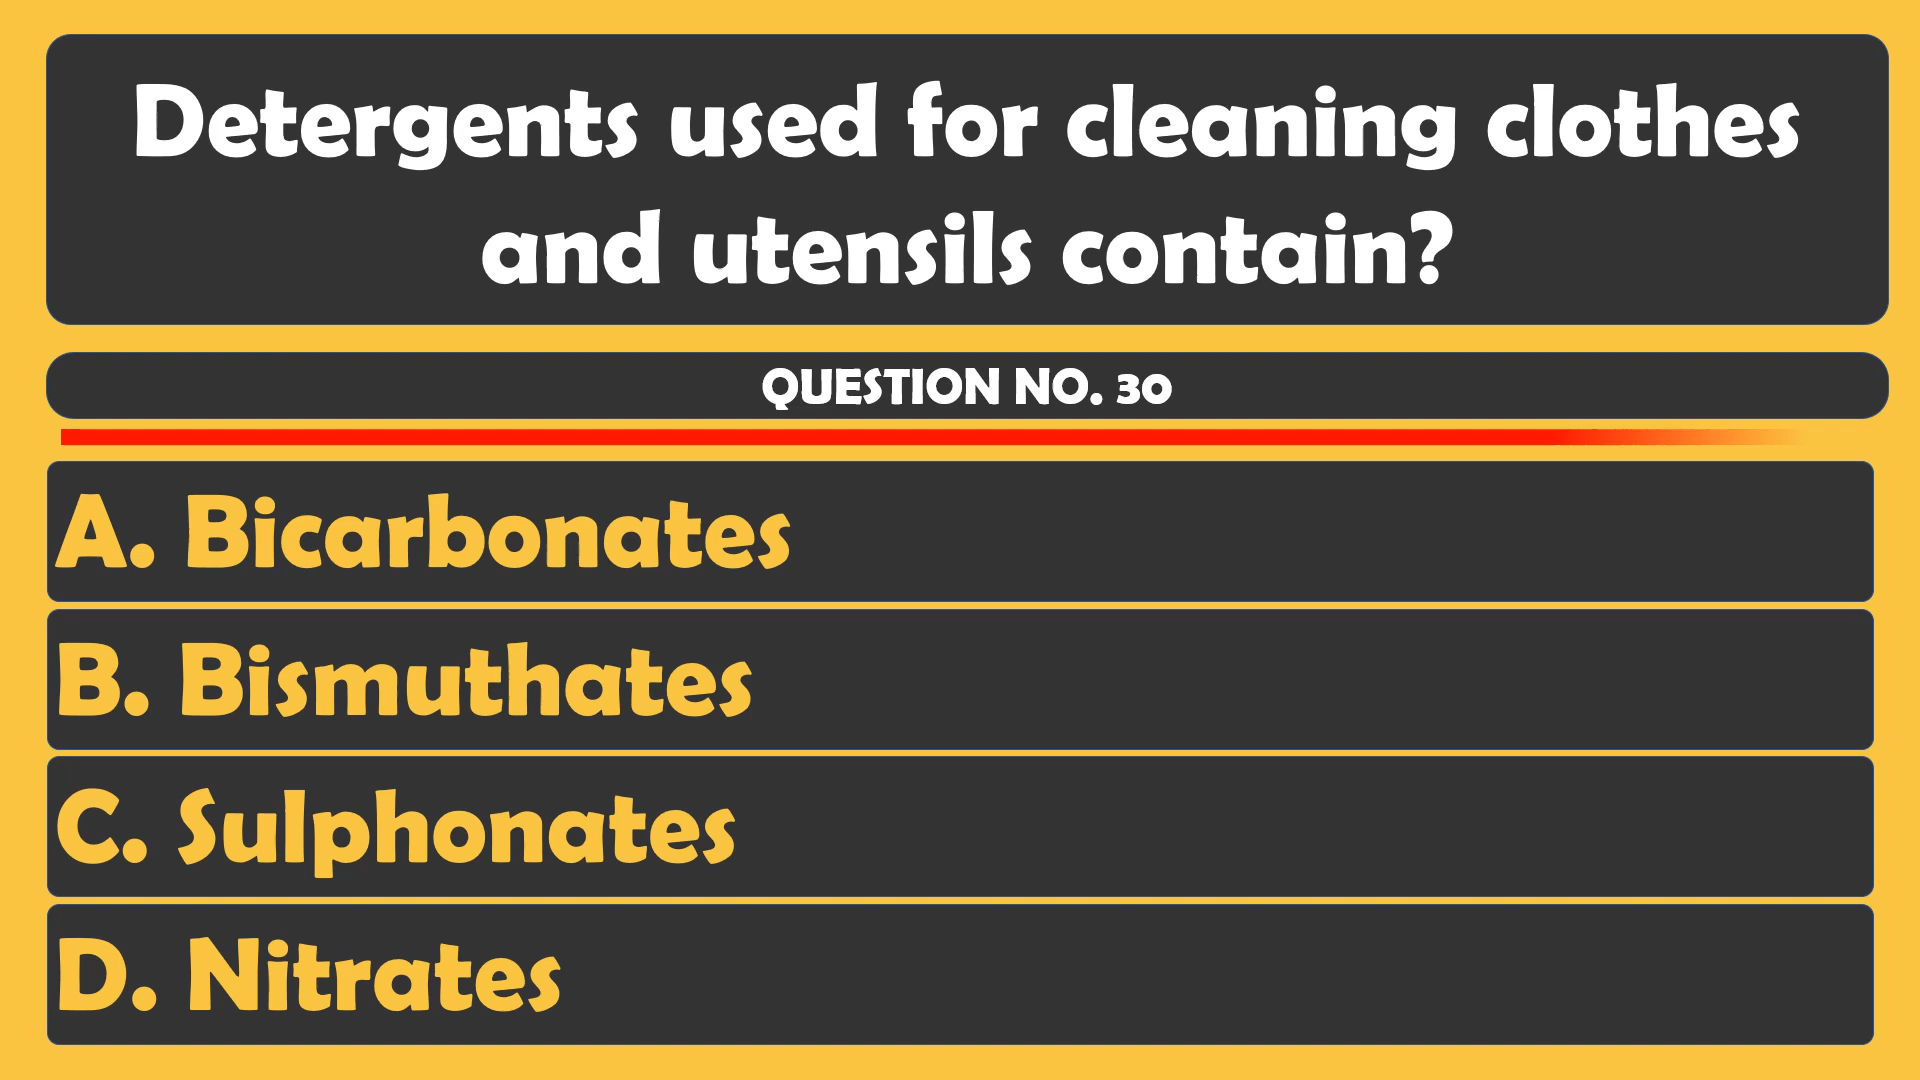 Detergents used for cleaning clothes
and utensils contain?
QUESTION NO. 30
A. Bicarbonates
B. Bismuthates
C. Sulphonates
D. Nitrates